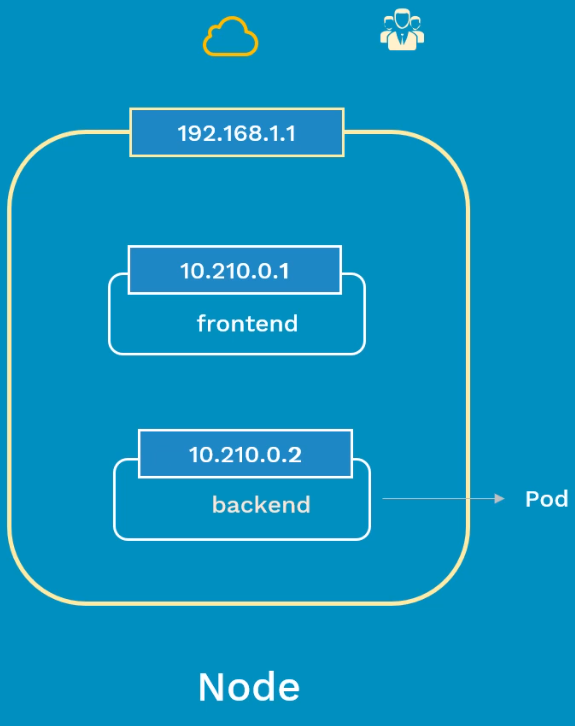 192.168.1.1
10.210.0.1
frontend
10.210.0.2
backend
Pod
Node